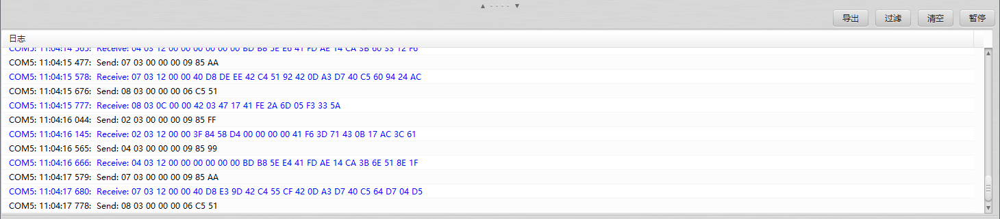 导出 过滤 清空 暂停
日志
COM5: 11:04:14 565: Receive: 04 03 12 00 00 00 00 00 00 BD B8 5E E6 41 FD AE 14 CA 3B 60 33 12 F6
COM5: 11:04:15 477: Send: 07 03 00 00 00 09 85 AA
COM5: 11:04:15 578: Receive: 07 03 12 00 00 40 D8 DE EE 42 C4 51 92 42 0D A3 D7 40 C5 60 94 24 AC
COM5: 11:04:15 676: Send: 08 03 00 00 00 06 C5 51
COM5: 11:04:15 777: Receive: 08 03 0C 00 00 42 03 47 17 41 FE 2A 6D 05 F3 33 5A
COM5: 11:04:16 044: Send: 02 03 00 00 00 09 85 FF
COM5: 11:04:16 145: Receive: 02 03 12 00 00 3F 84 58 D4 00 00 00 00 41 F6 3D 71 43 0B 17 AC 3C 61
COM5: 11:04:16 565: Send: 04 03 00 00 00 09 85 99
COM5: 11:04:16 666: Receive: 04 03 12 00 00 00 00 00 00 BD B8 5E E4 41 FD AE 14 CA 3B 6E 51 8E 1F
COM5: 11:04:17 579: Send: 07 03 00 00 00 09 85 AA
COM5: 11:04:17 680: Receive: 07 03 12 00 00 40 D8 E3 9D 42 C4 55 CF 42 0D A3 D7 40 C5 64 D7 04 D5
COM5: 11:04:17 778: Send: 08 03 00 00 00 06 C5 51